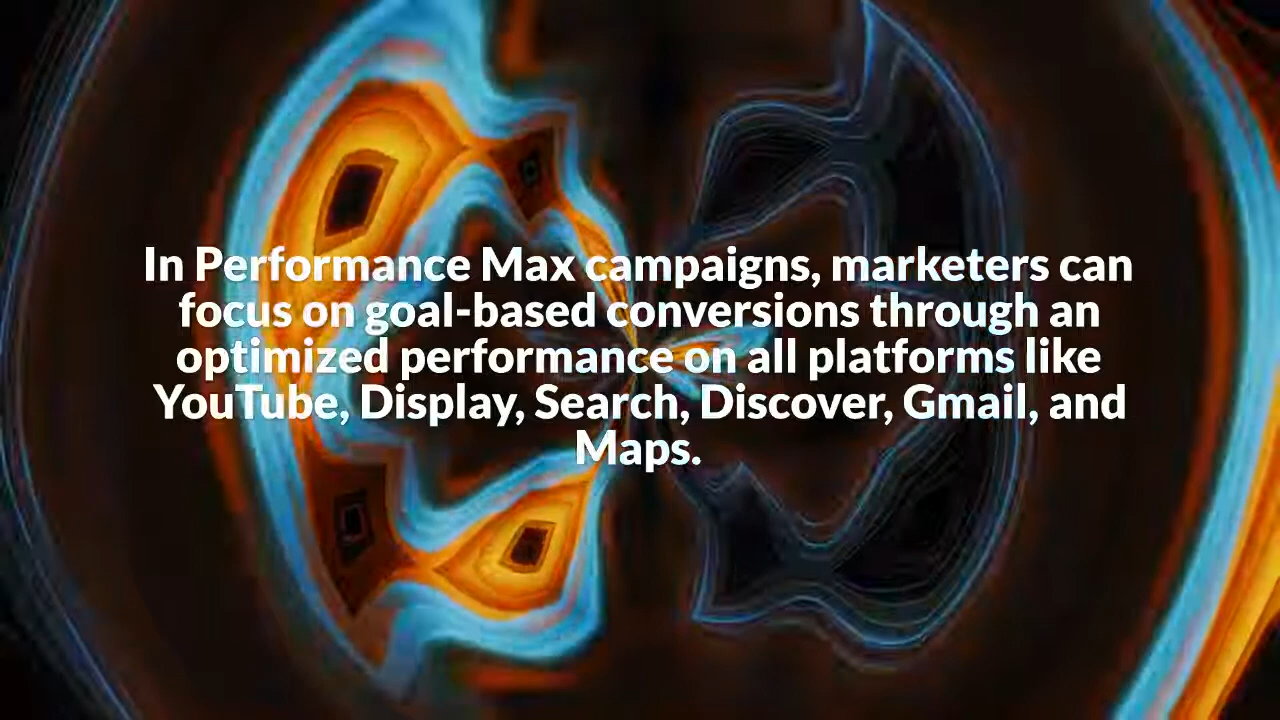 In Performance Max campaigns, marketers can
focus on goal-based conversions through an
optimized performance on all platforms like
YouTube, Display, Search, Discover, Gmail, and
Maps.